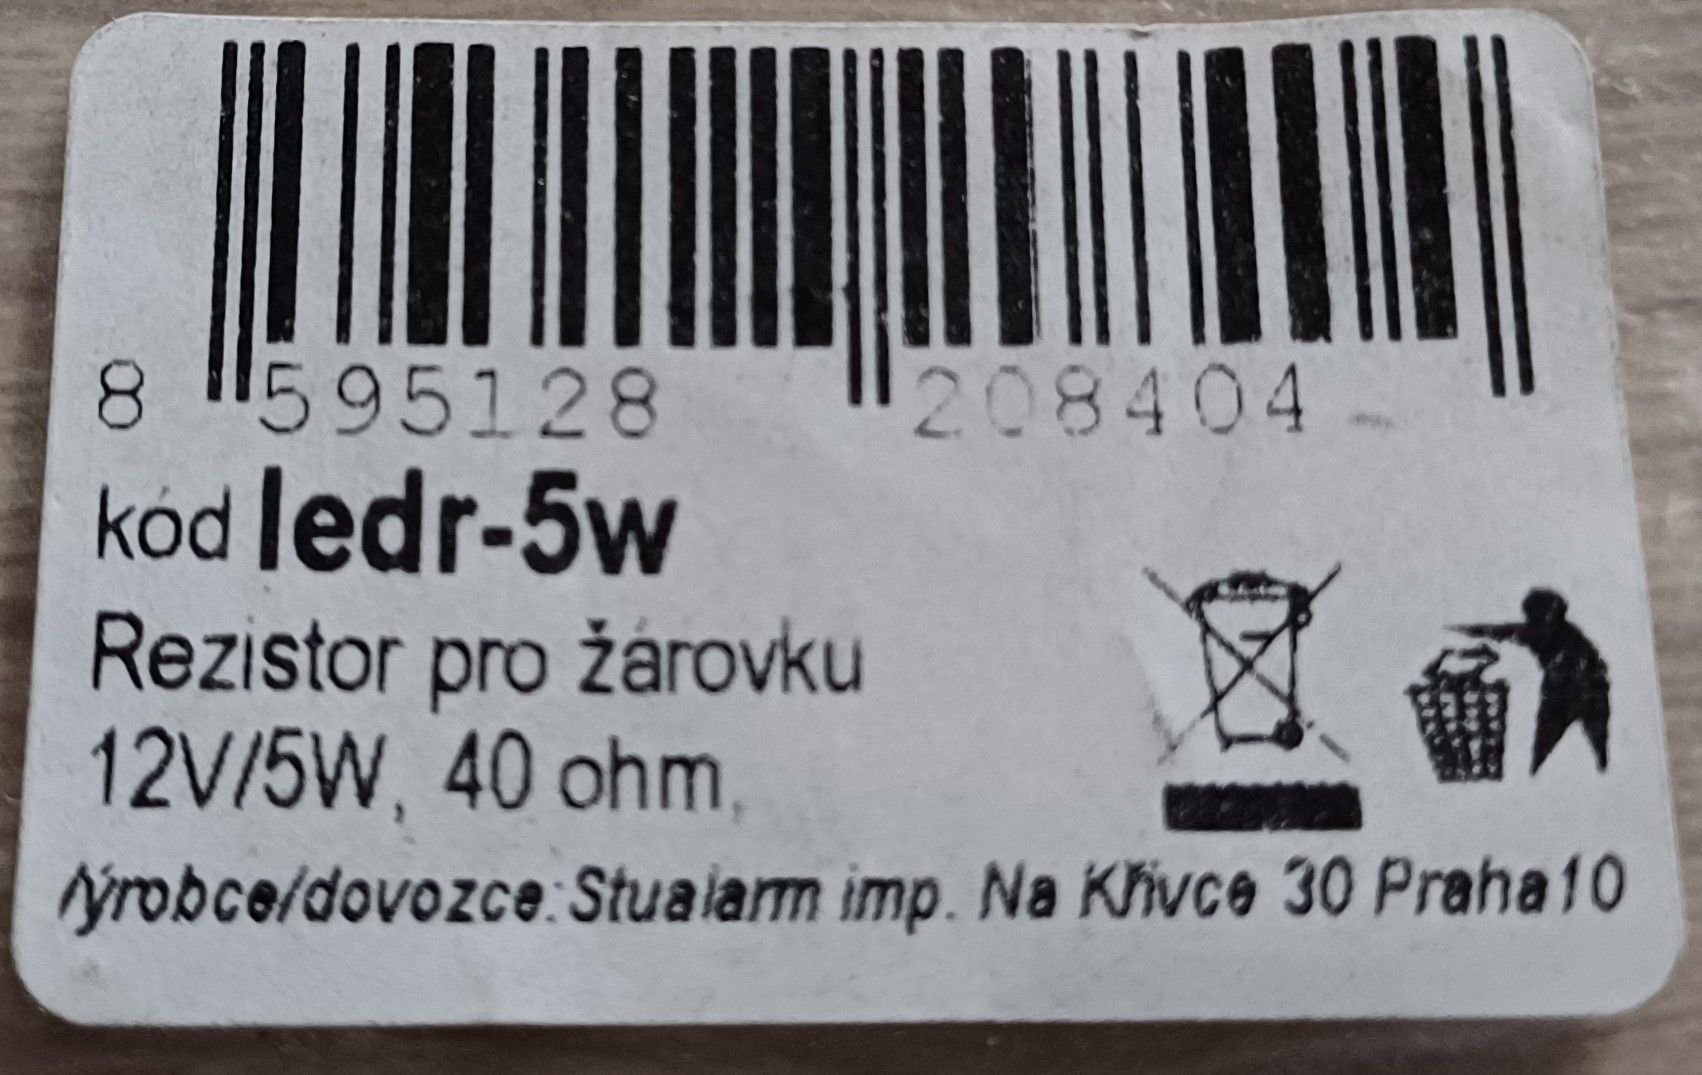 8 595128 208404
kód ledr-5w
Rezistor pro žárovku
12V/5W, 40 ohm,
ýrobce/dovozce: Stualarm imp. Na Křivce 30 Praha10